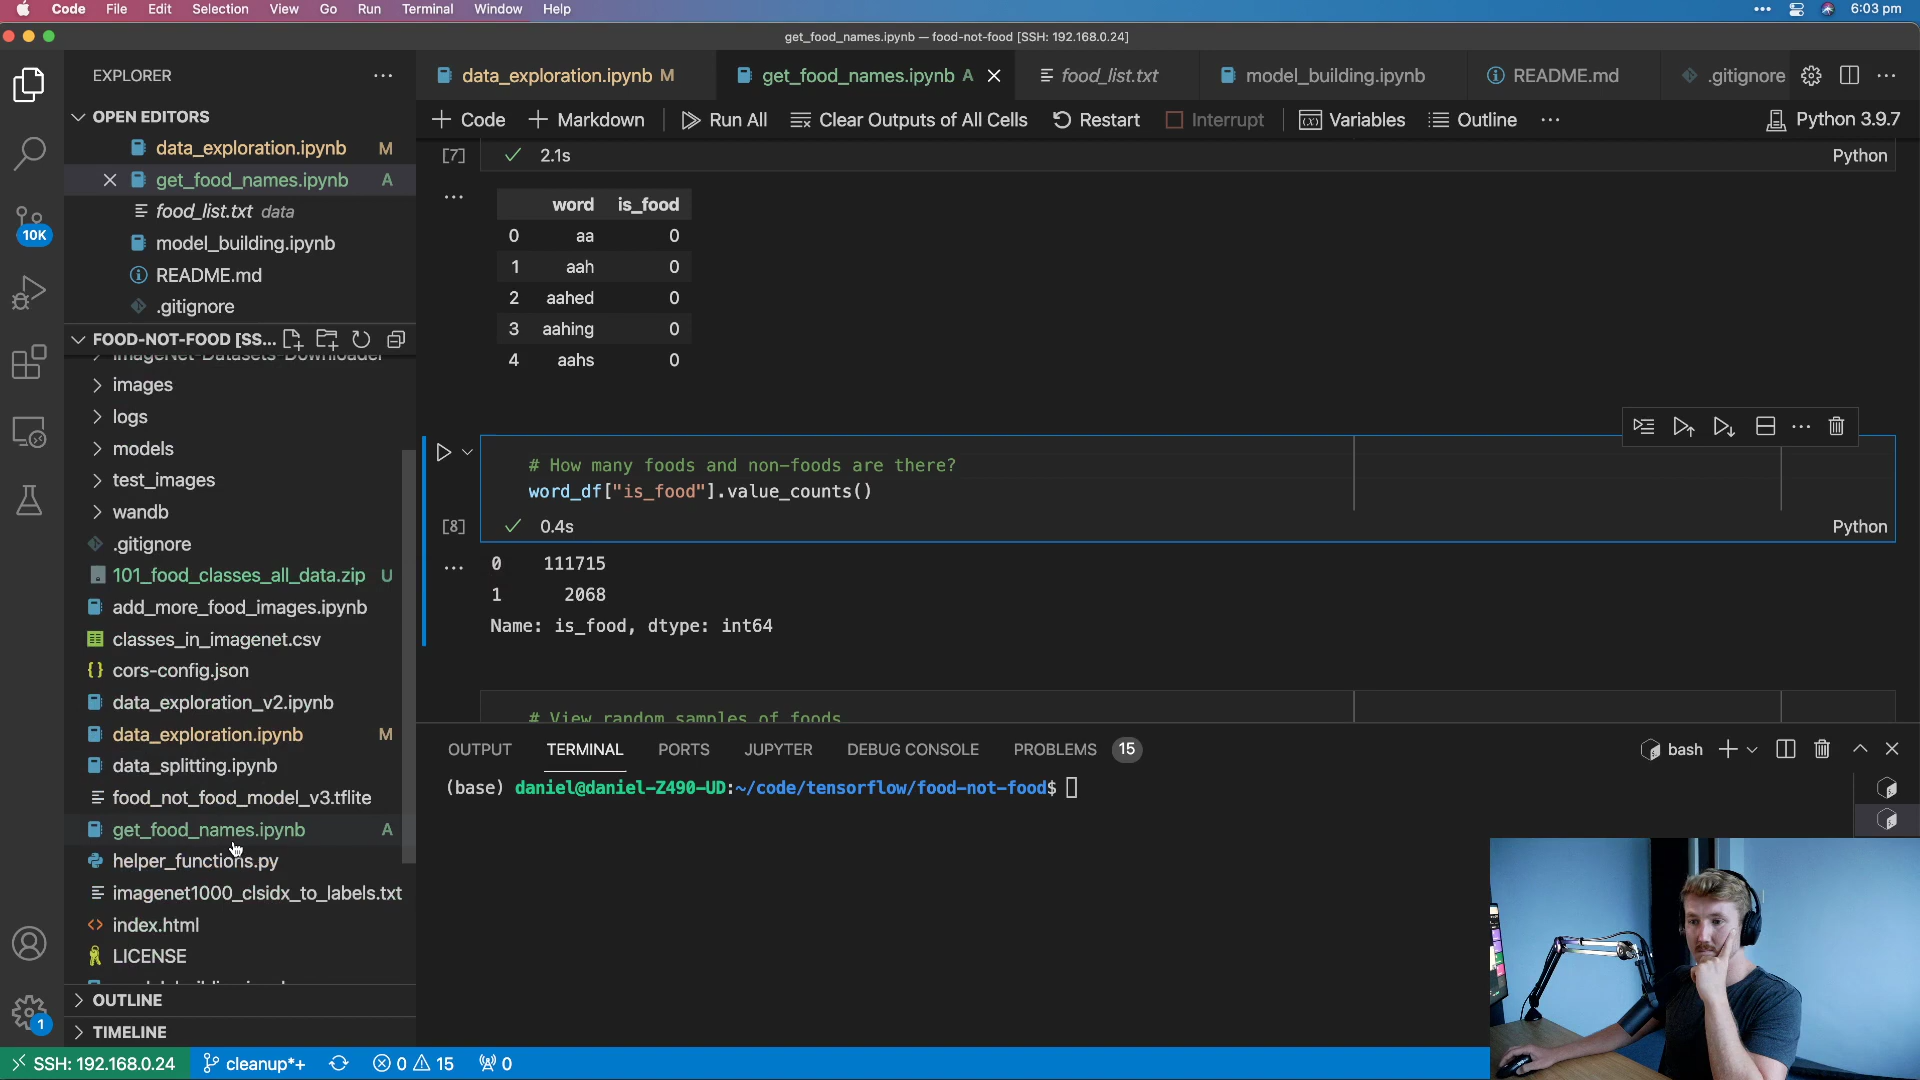 Code File Edit Selection View Go Run Terminal Window Help
6:03 pm
get_food_names.ipynb — food-not-food [SSH: 192.168.0.24]
EXPLORER
OPEN EDITORS
data_exploration.ipynb M
get_food_names.ipynb A
food_list.txt data
model_building.ipynb
README.md
.gitignore
FOOD-NOT-FOOD [SS...
ImageNet-Datasets-Downloader
images
logs
models
test_images
wandb
.gitignore
101_food_classes_all_data.zip U
add_more_food_images.ipynb
classes_in_imagenet.csv
cors-config.json
data_exploration_v2.ipynb
data_exploration.ipynb M
data_splitting.ipynb
food_not_food_model_v3.tflite
get_food_names.ipynb A
helper_functions.py
imagenet1000_clsidx_to_labels.txt
index.html
LICENSE
OUTLINE
TIMELINE
10K
1
data_exploration.ipynb M
get_food_names.ipynb A
food_list.txt
model_building.ipynb
README.md
.gitignore
Code Markdown Run All Clear Outputs of All Cells Restart Interrupt Variables Outline Python 3.9.7
[7] 2.1s Python
word is_food
0 aa 0
1 aah 0
2 aahed 0
3 aahing 0
4 aahs 0
# How many foods and non-foods are there?
word_df["is_food"].value_counts()
[8] 0.4s Python
0 111715
1 2068
Name: is_food, dtype: int64
# View random samples of foods
OUTPUT TERMINAL PORTS JUPYTER DEBUG CONSOLE PROBLEMS 15
bash
(base) daniel@daniel-Z490-UD:~/code/tensorflow/food-not-food$
SSH: 192.168.0.24 cleanup*+ 0 15 0